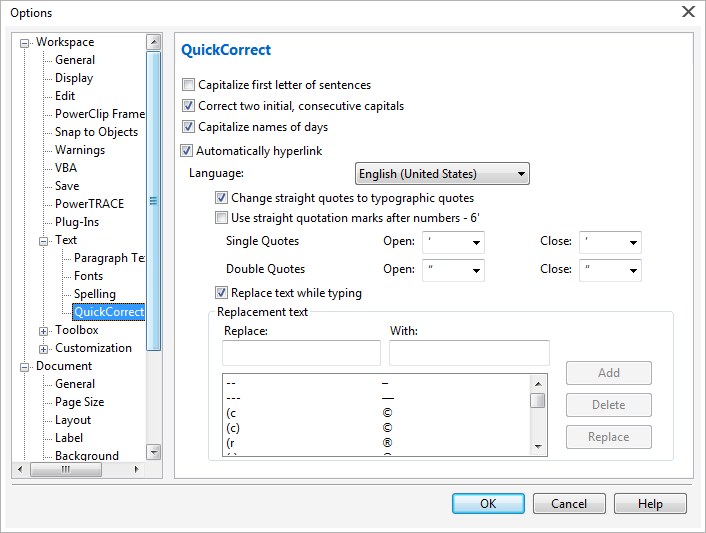 Options
Workspace
General
Display
Edit
PowerClip Frame
Snap to Objects
Warnings
VBA
Save
PowerTRACE
Plug-Ins
Text
Paragraph Te
Fonts
Spelling
QuickCorrect
Toolbox
Customization
Document
General
Page Size
Layout
Label
Background
QuickCorrect
Capitalize first letter of sentences
Correct two initial, consecutive capitals
Capitalize names of days
Automatically hyperlink
Language: English (United States)
Change straight quotes to typographic quotes
Use straight quotation marks after numbers - 6'
Single Quotes Open: ‘ Close: ’
Double Quotes Open: “ Close: ”
Replace text while typing
Replacement text
Replace: With:
-- –
--- —
(c ©
(c) ©
(r ®
Add
Delete
Replace
OK Cancel Help